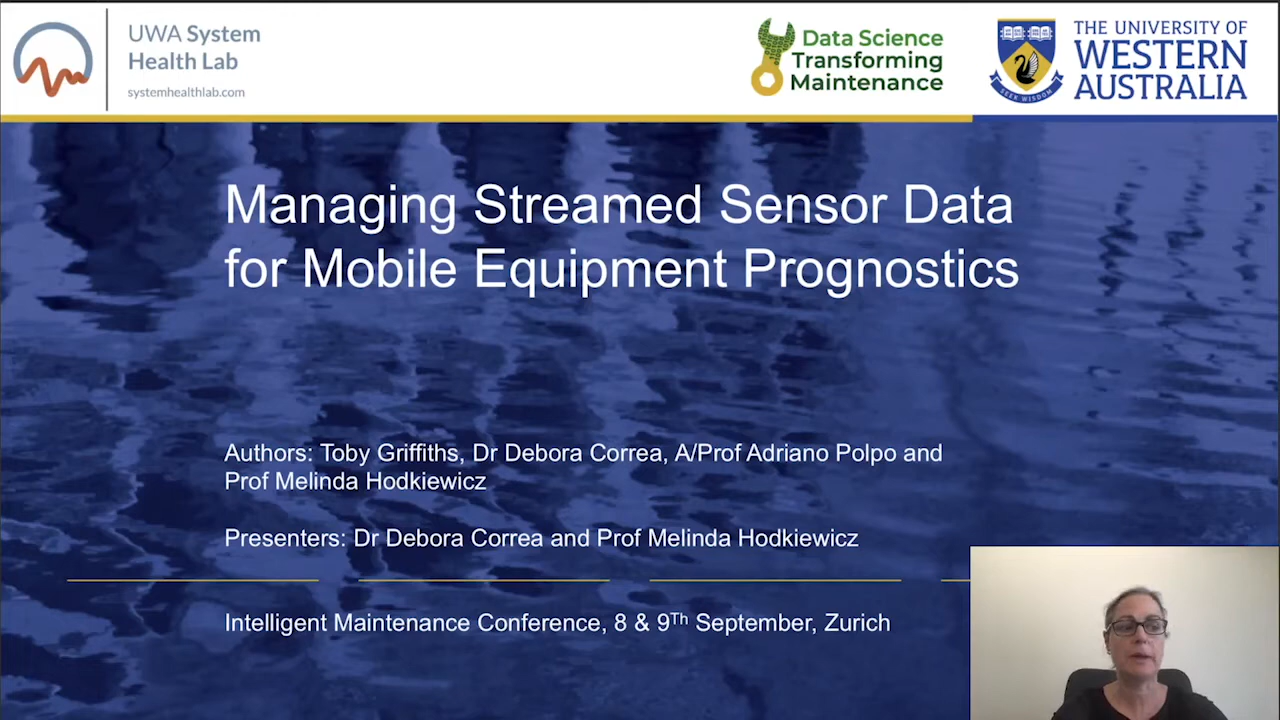 UWA System
Health Lab
systemhealthlab.com
Data Science
Transforming
Maintenance
SEEK WISDOM
THE UNIVERSITY OF
WESTERN
AUSTRALIA
Managing Streamed Sensor Data
for Mobile Equipment Prognostics
Authors: Toby Griffiths, Dr Debora Correa, A/Prof Adriano Polpo and
Prof Melinda Hodkiewicz
Presenters: Dr Debora Correa and Prof Melinda Hodkiewicz
Intelligent Maintenance Conference, 8 & 9Th September, Zurich